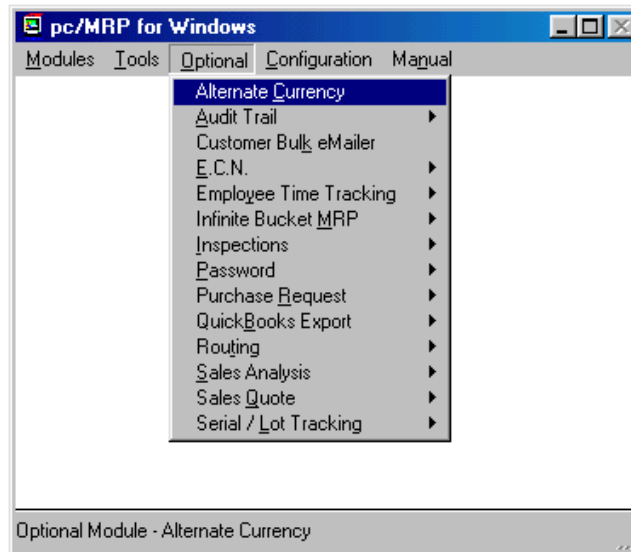 pc/MRP for Windows
Modules Tools Optional Configuration Manual
Alternate Currency
Audit Trail
Customer Bulk eMailer
E.C.N.
Employee Time Tracking
Infinite Bucket MRP
Inspections
Password
Purchase Request
QuickBooks Export
Routing
Sales Analysis
Sales Quote
Serial / Lot Tracking
Optional Module - Alternate Currency